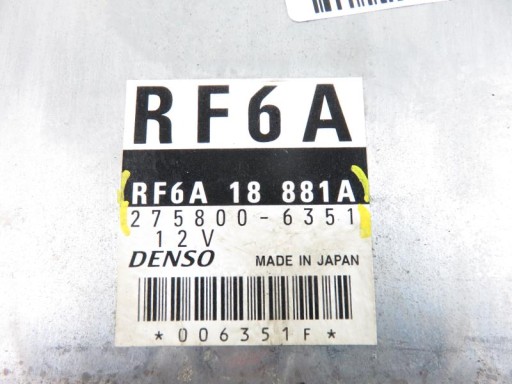 RF6A
RF6A 18 881A
275800-6351
12V
DENSO MADE IN JAPAN
*006351F*